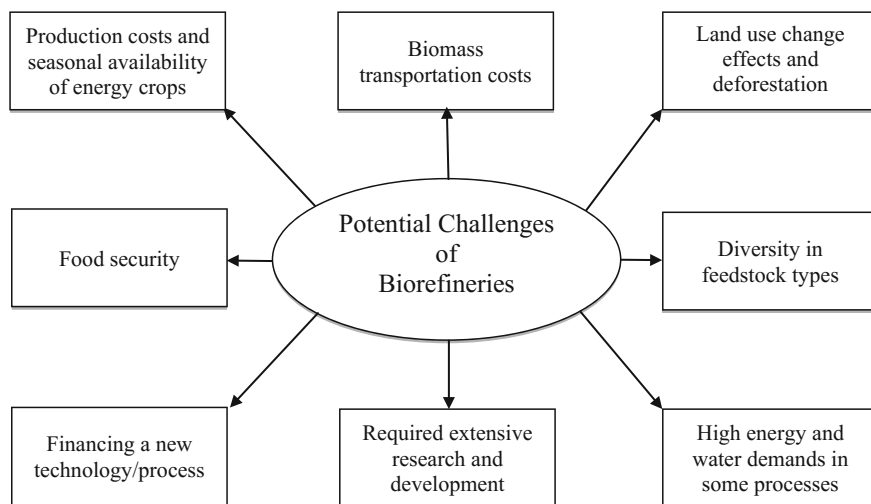 Production costs and
seasonal availability
of energy crops
Biomass
transportation costs
Land use change
effects and
deforestation
Food security
Potential Challenges
of
Biorefineries
Diversity in
feedstock types
Financing a new
technology/process
Required extensive
research and
development
High energy and
water demands in
some processes